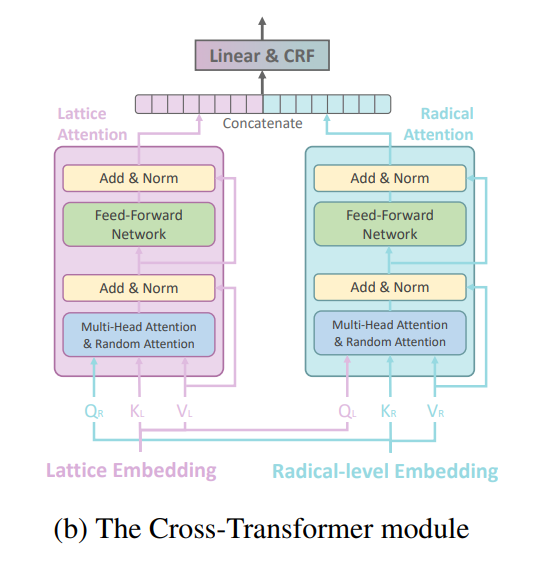 Linear & CRF
Concatenate
Lattice
Attention
Radical
Attention
Add & Norm
Feed-Forward
Network
Add & Norm
Multi-Head Attention
& Random Attention
Add & Norm
Feed-Forward
Network
Add & Norm
Multi-Head Attention
& Random Attention
QR KL VL QL KR VR
Lattice Embedding Radical-level Embedding
(b) The Cross-Transformer module